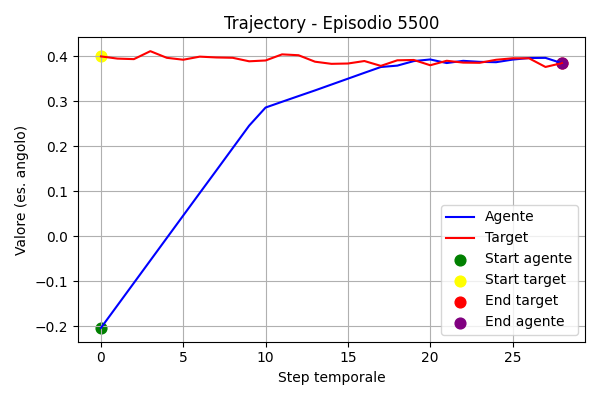 Trajectory - Episodio 5500
Valore (es. angolo)
0.4
0.3
0.2
0.1
0.0
−0.1
−0.2
0
5
10
15
20
25
Step temporale
Agente
Target
Start agente
Start target
End target
End agente